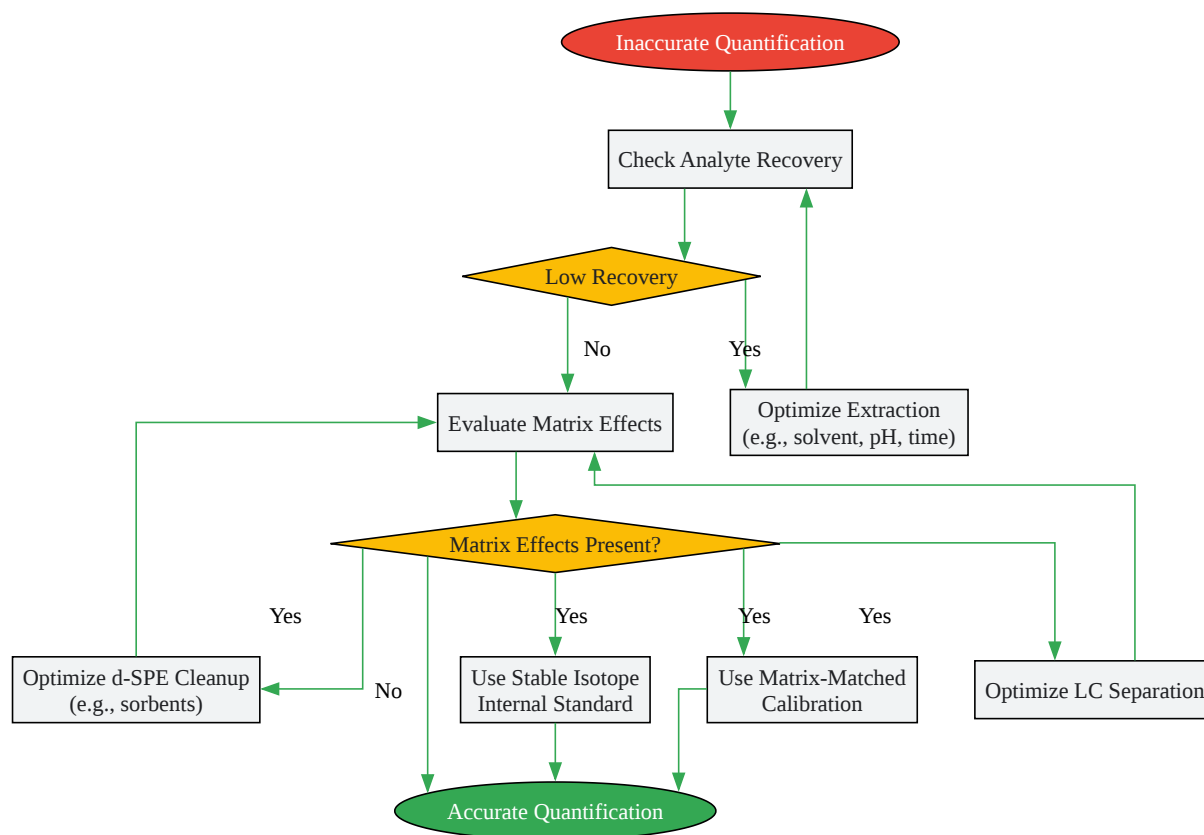 Inaccurate Quantification
Check Analyte Recovery
Low Recovery
No
Yes
Evaluate Matrix Effects
Optimize Extraction
(e.g., solvent, pH, time)
Matrix Effects Present?
Yes
Yes
Yes
Yes
Optimize d-SPE Cleanup
(e.g., sorbents)
No
Use Stable Isotope
Internal Standard
Use Matrix-Matched
Calibration
Optimize LC Separation
Accurate Quantification